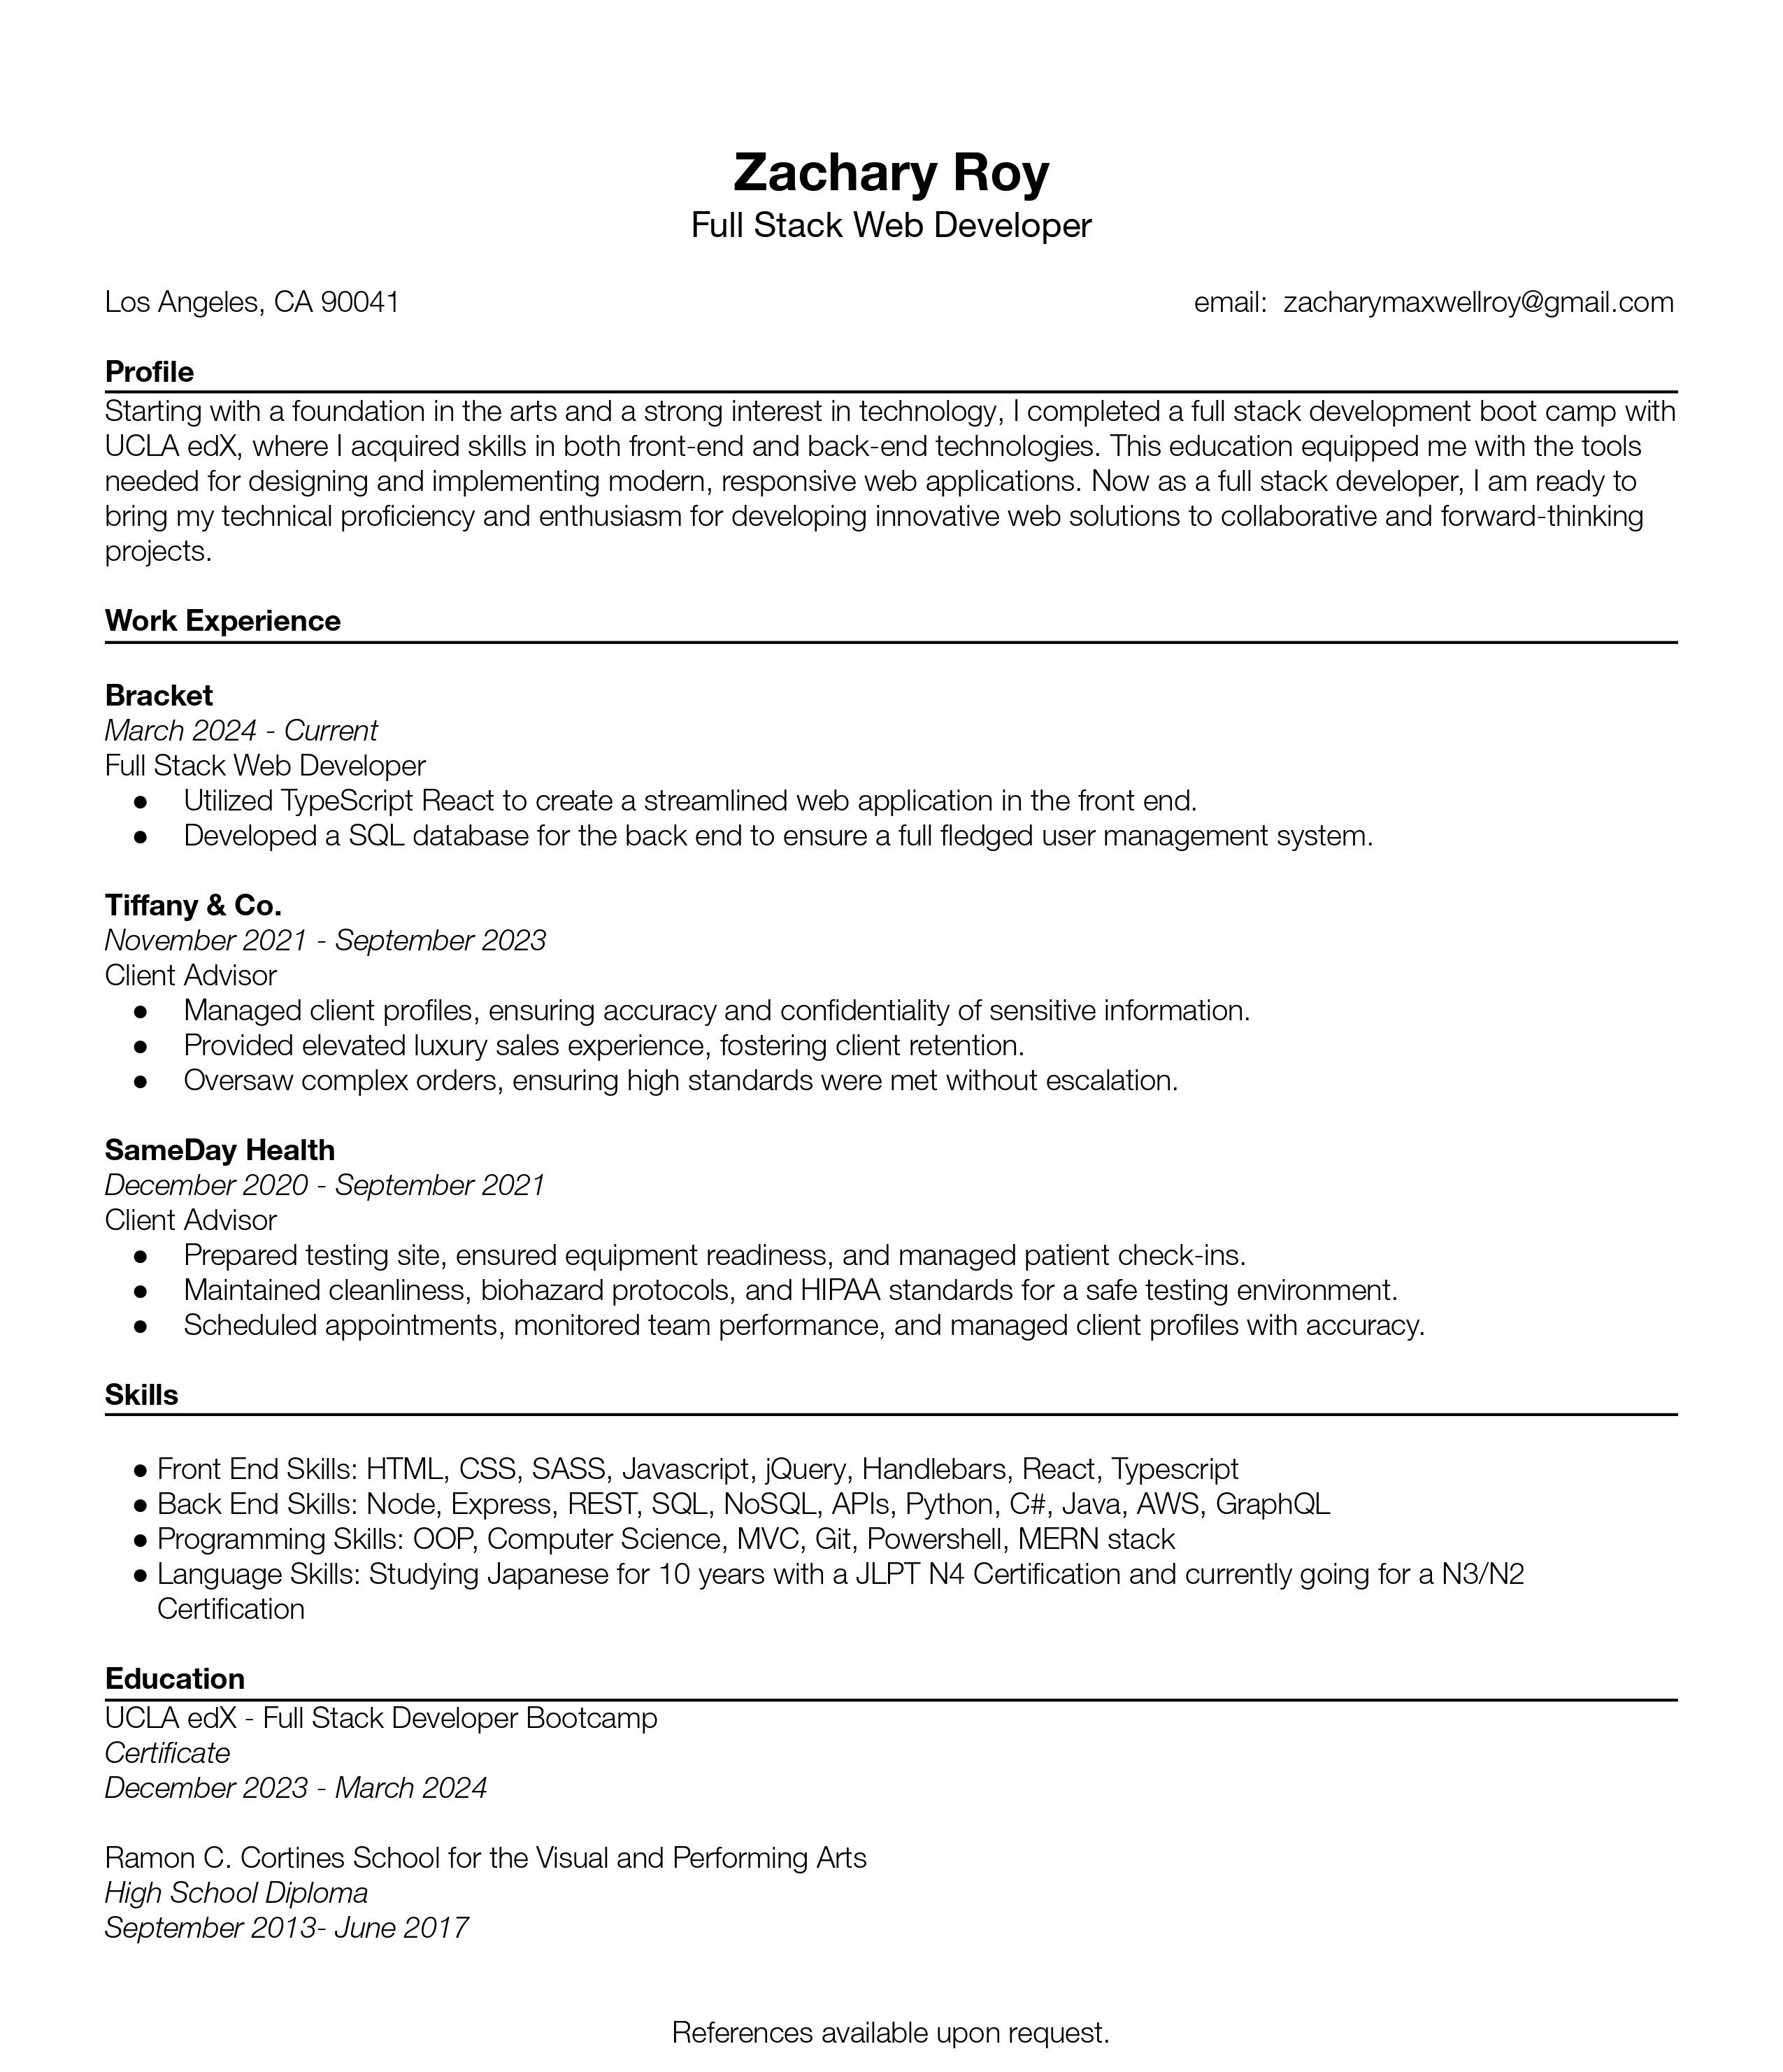 Zachary Roy
Full Stack Web Developer
Los Angeles, CA 90041 email: zacharymaxwellroy@gmail.com
Profile
Starting with a foundation in the arts and a strong interest in technology, I completed a full stack development boot camp with
UCLA edX, where I acquired skills in both front-end and back-end technologies. This education equipped me with the tools
needed for designing and implementing modern, responsive web applications. Now as a full stack developer, I am ready to
bring my technical proficiency and enthusiasm for developing innovative web solutions to collaborative and forward-thinking
projects.
Work Experience
Bracket
March 2024 - Current
Full Stack Web Developer
● Utilized TypeScript React to create a streamlined web application in the front end.
● Developed a SQL database for the back end to ensure a full fledged user management system.
Tiffany & Co.
November 2021 - September 2023
Client Advisor
● Managed client profiles, ensuring accuracy and confidentiality of sensitive information.
● Provided elevated luxury sales experience, fostering client retention.
● Oversaw complex orders, ensuring high standards were met without escalation.
SameDay Health
December 2020 - September 2021
Client Advisor
● Prepared testing site, ensured equipment readiness, and managed patient check-ins.
● Maintained cleanliness, biohazard protocols, and HIPAA standards for a safe testing environment.
● Scheduled appointments, monitored team performance, and managed client profiles with accuracy.
Skills
● Front End Skills: HTML, CSS, SASS, Javascript, jQuery, Handlebars, React, Typescript
● Back End Skills: Node, Express, REST, SQL, NoSQL, APIs, Python, C#, Java, AWS, GraphQL
● Programming Skills: OOP, Computer Science, MVC, Git, Powershell, MERN stack
● Language Skills: Studying Japanese for 10 years with a JLPT N4 Certification and currently going for a N3/N2
Certification
Education
UCLA edX - Full Stack Developer Bootcamp
Certificate
December 2023 - March 2024
Ramon C. Cortines School for the Visual and Performing Arts
High School Diploma
September 2013- June 2017
References available upon request.